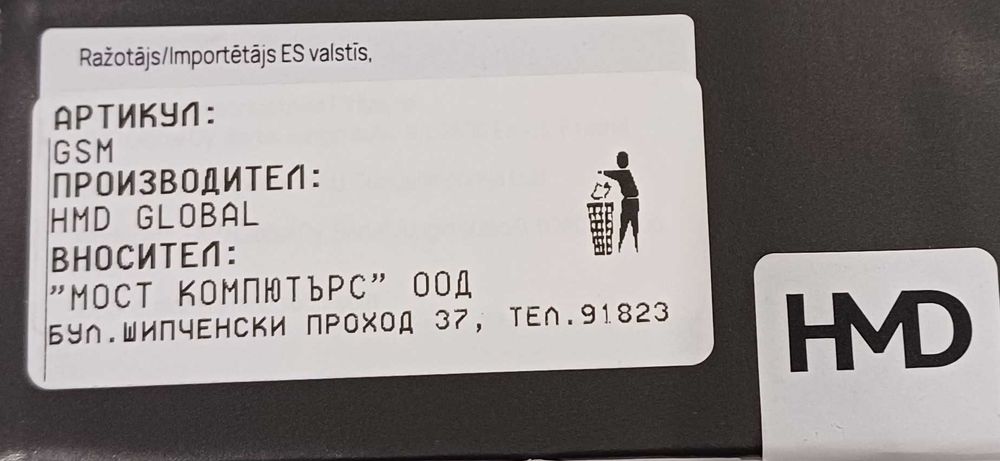 Ražotājs/Importētājs ES valstīs,
АРТИКУЛ:
GSM
ПРОИЗВОДИТЕЛ:
HMD GLOBAL
ВНОСИТЕЛ:
"МОСТ КОМПЮТЪРС" ООД
БУЛ.ШИПЧЕНСКИ ПРОХОД 37, ТЕЛ.91823
HMD